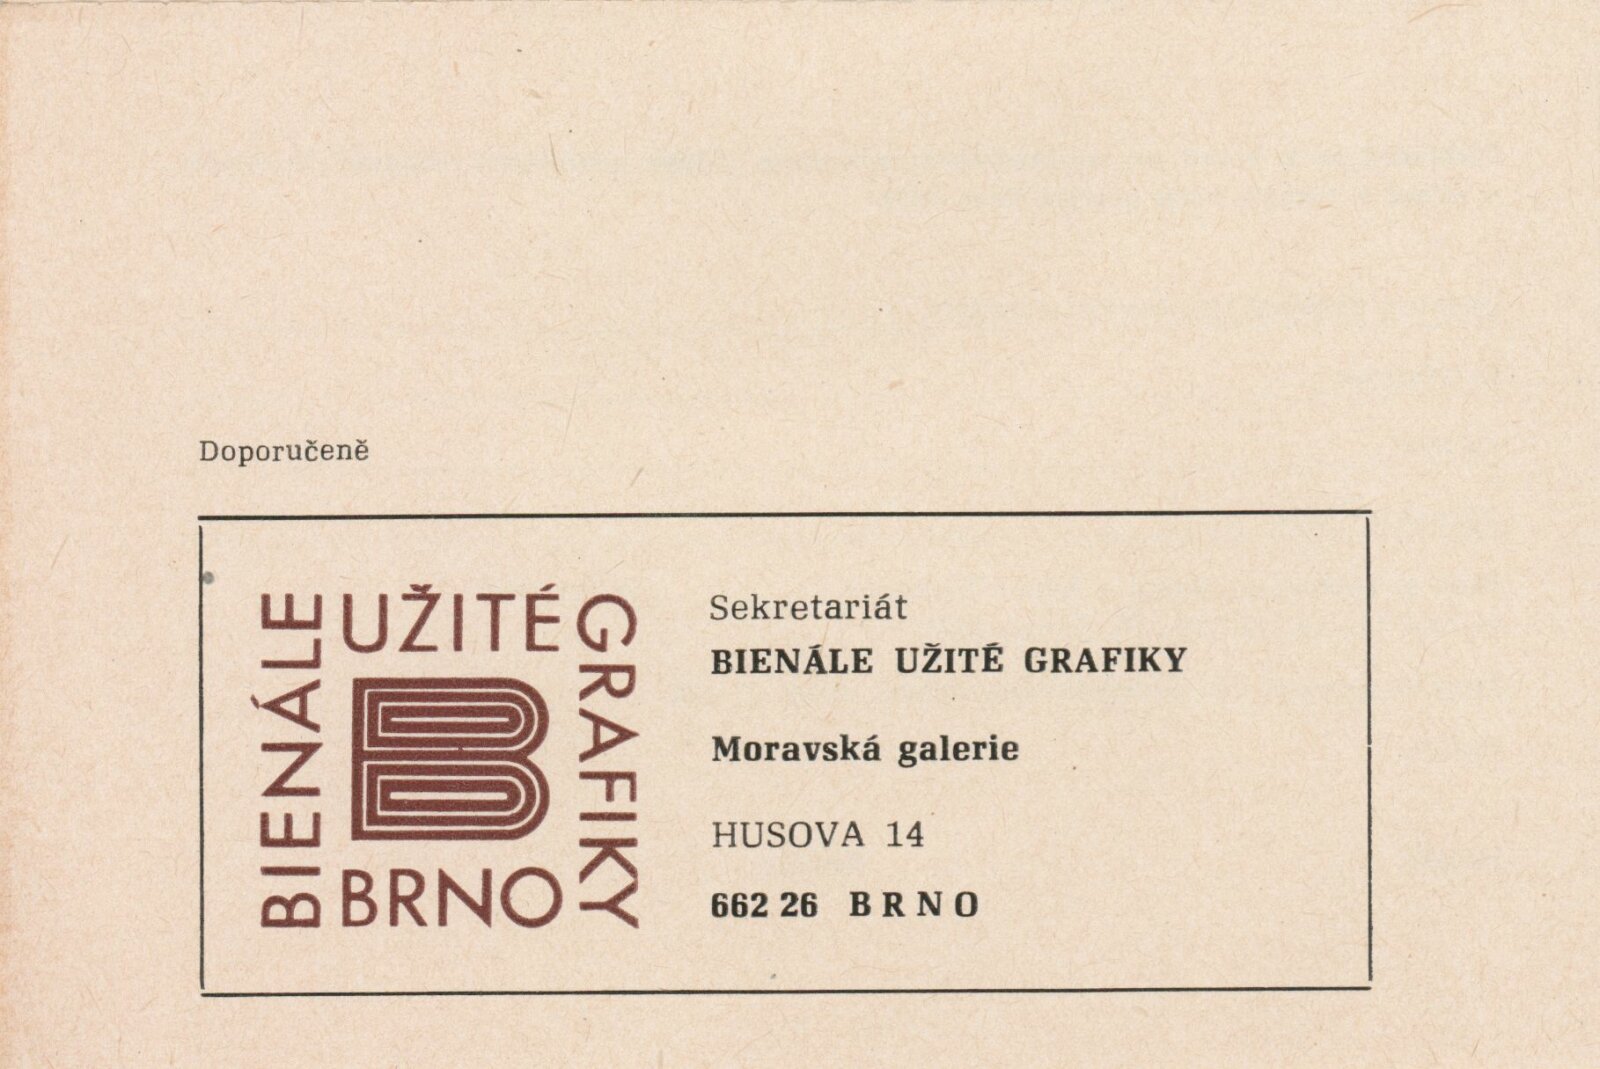 Doporučeně
BIENÁLE
UŽITÉ
GRAFIKY
B
BRNO
Sekretariát
BIENÁLE UŽITÉ GRAFIKY
Moravská galerie
HUSOVA 14
662 26 BRNO